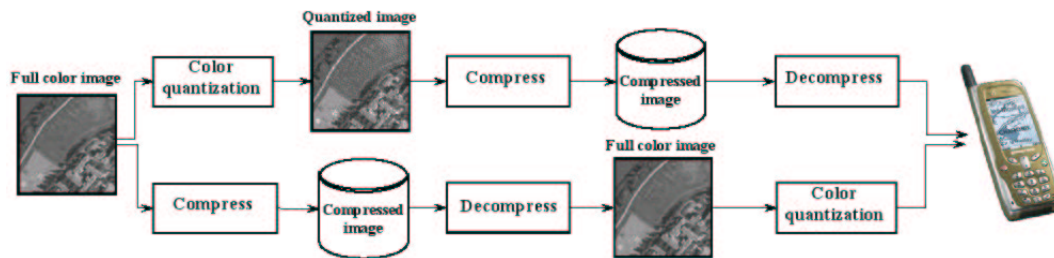 Full color image
Color
quantization
Quantized image
Compress
Compressed
image
Decompress
Compress
Compressed
image
Decompress
Full color image
Color
quantization